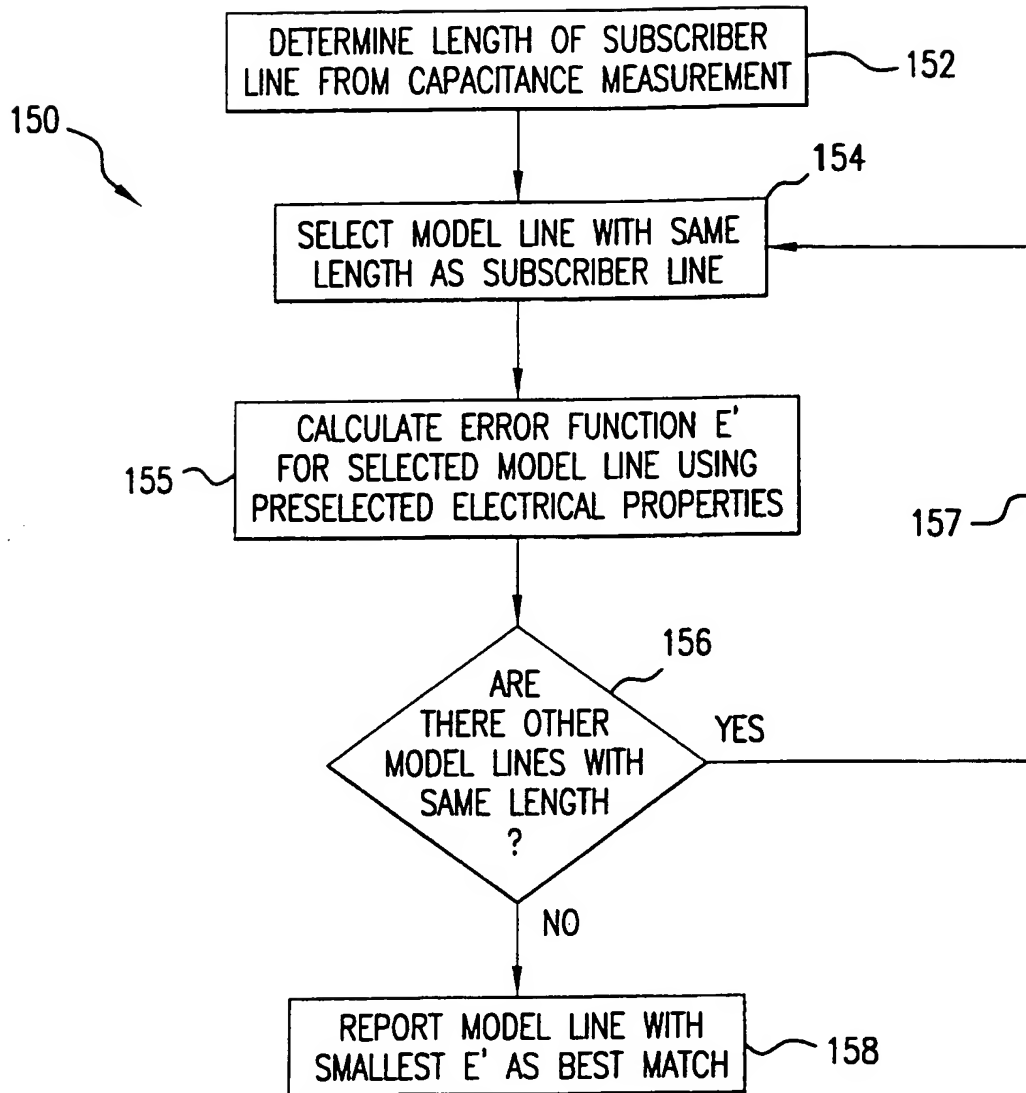 DETERMINE LENGTH OF SUBSCRIBER
LINE FROM CAPACITANCE MEASUREMENT
152
150
154
SELECT MODEL LINE WITH SAME
LENGTH AS SUBSCRIBER LINE
CALCULATE ERROR FUNCTION E'
FOR SELECTED MODEL LINE USING
PRESELECTED ELECTRICAL PROPERTIES
155
157
156
ARE
THERE OTHER
MODEL LINES WITH
SAME LENGTH
?
YES
NO
REPORT MODEL LINE WITH
SMALLEST E' AS BEST MATCH
158